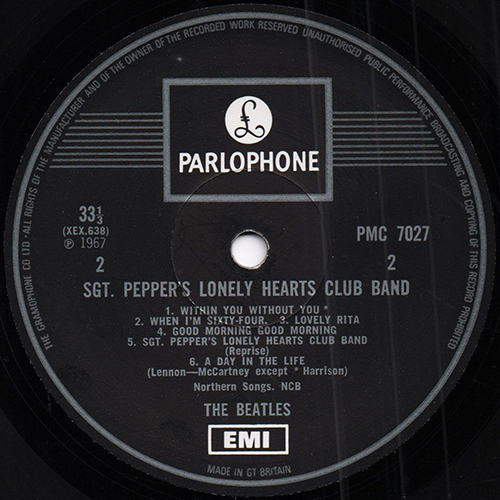 THE GRAMOPHONE CO LTD · ALL RIGHTS OF THE MANUFACTURER AND OF THE OWNER OF THE RECORDED WORK RESERVED UNAUTHORISED PUBLIC PERFORMANCE BROADCASTING AND COPYING OF THIS RECORD PROHIBITED
£
PARLOPHONE
33 1/3
(XEX.638)
℗ 1967
PMC 7027
2 2
SGT. PEPPER'S LONELY HEARTS CLUB BAND
1. WITHIN YOU WITHOUT YOU *
2. WHEN I'M SIXTY-FOUR. 3. LOVELY RITA
4. GOOD MORNING GOOD MORNING
5. SGT. PEPPER'S LONELY HEARTS CLUB BAND
(Reprise)
6. A DAY IN THE LIFE
(Lennon—McCartney except * Harrison)
Northern Songs. NCB
THE BEATLES
EMI
MADE IN GT BRITAIN